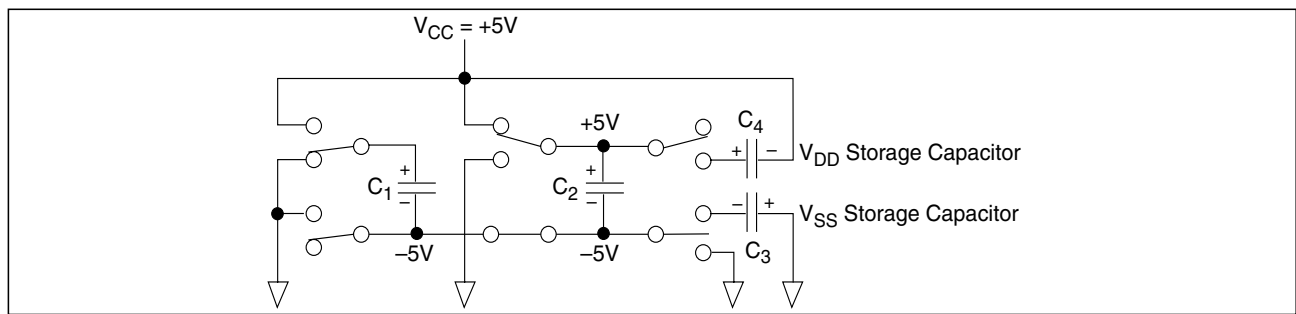 V_CC = +5V
+5V
C_4
+ −
V_DD Storage Capacitor
+
+
C_1
C_2
− +
V_SS Storage Capacitor
−
−
–5V
–5V
C_3